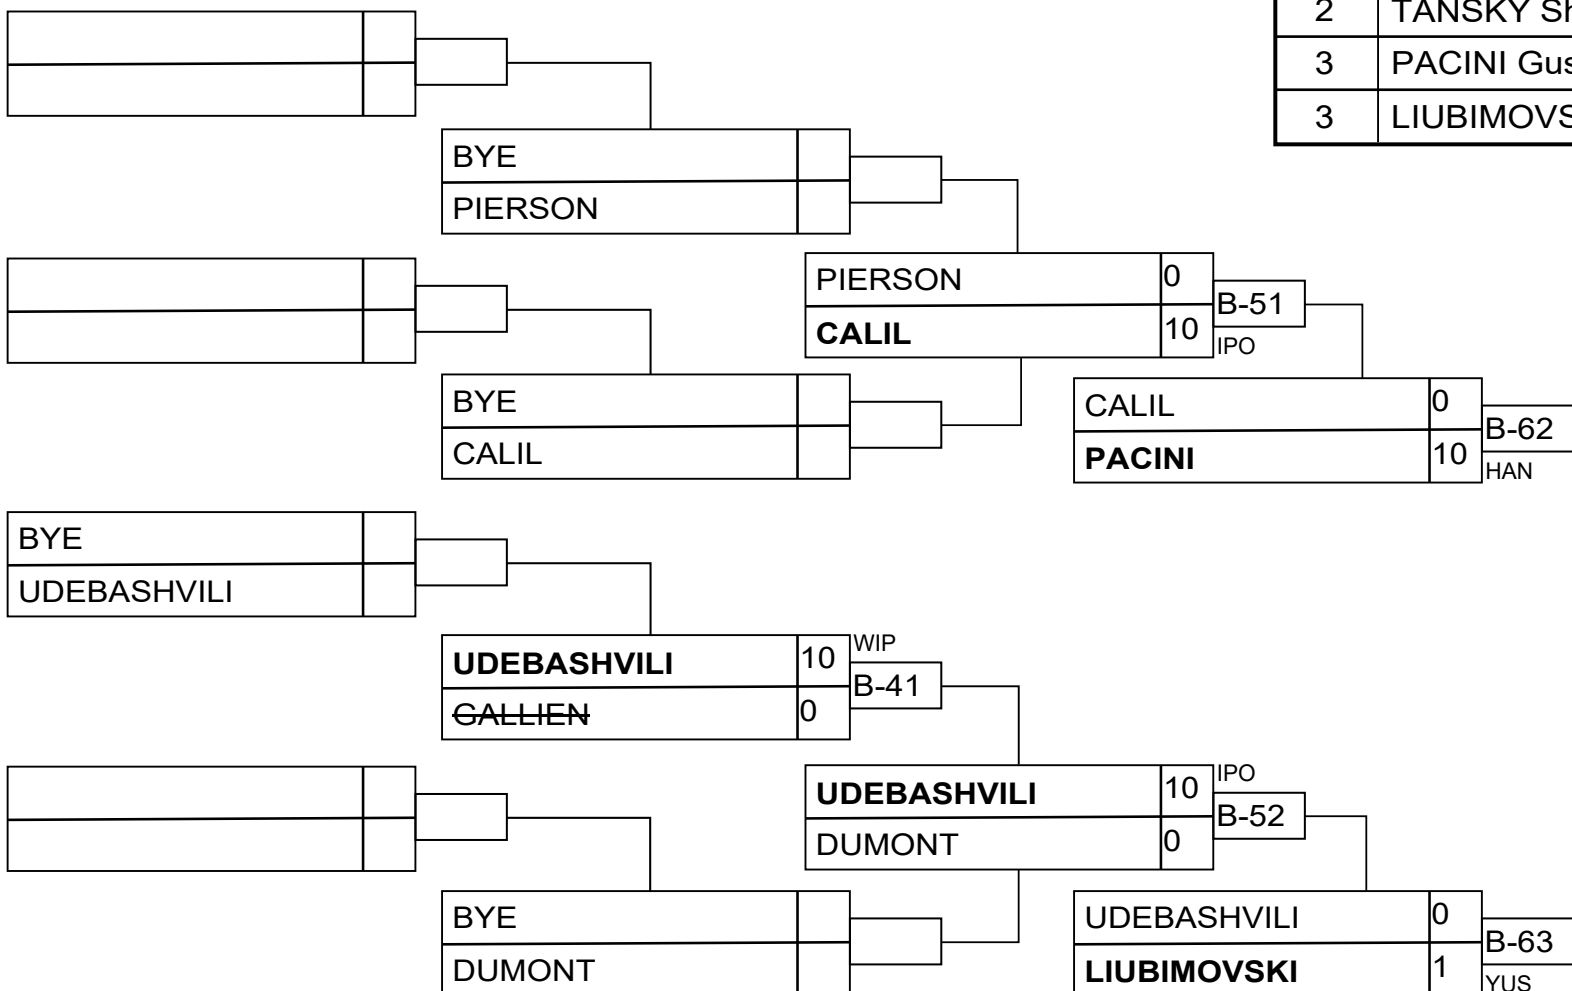 2 TANSKY Sh
3 PACINI Gus
3 LIUBIMOVS
BYE
PIERSON
PIERSON 0
CALIL 10
B-51
IPO
BYE
CALIL
CALIL 0
PACINI 10
B-62
HAN
BYE
UDEBASHVILI
UDEBASHVILI 10
GALLIEN 0
WIP
B-41
UDEBASHVILI 10
DUMONT 0
IPO
B-52
BYE
DUMONT
UDEBASHVILI 0
LIUBIMOVSKI 1
B-63
YUS